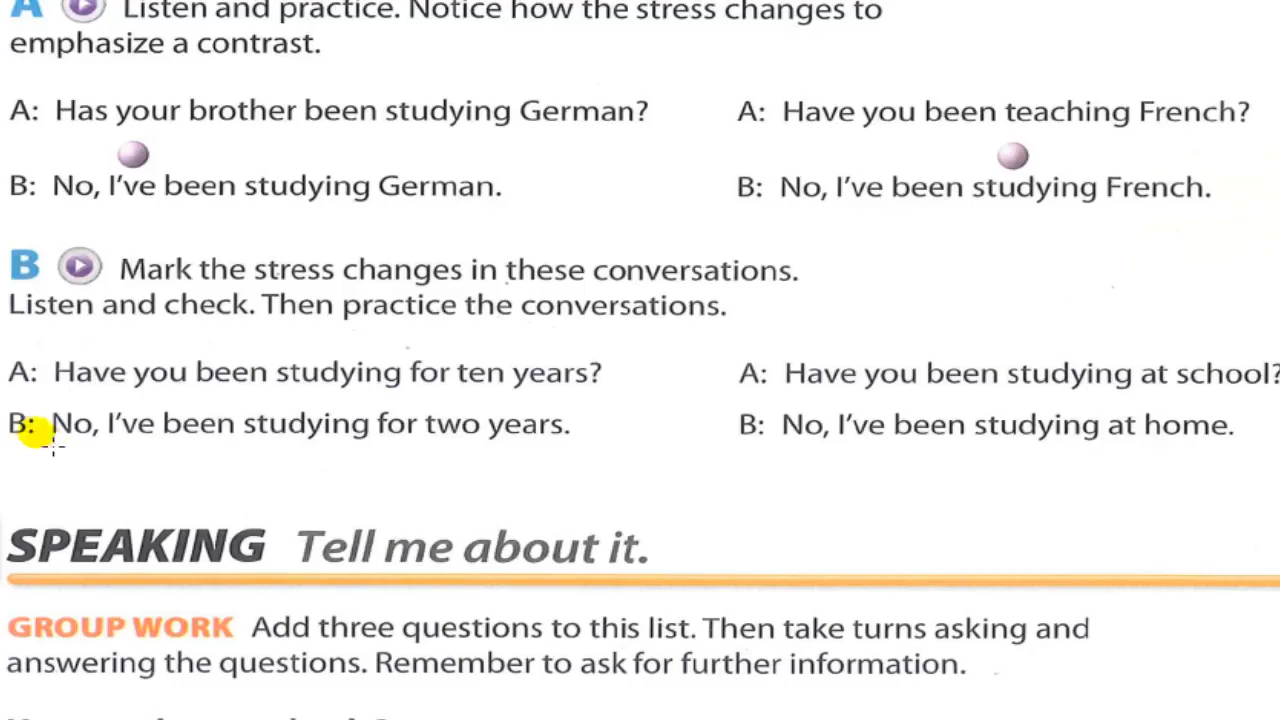 A Listen and practice. Notice how the stress changes to
emphasize a contrast.
A: Has your brother been studying German?
B: No, I've been studying German.
A: Have you been teaching French?
B: No, I've been studying French.
B Mark the stress changes in these conversations.
Listen and check. Then practice the conversations.
A: Have you been studying for ten years?
B: No, I've been studying for two years.
A: Have you been studying at school?
B: No, I've been studying at home.
SPEAKING Tell me about it.
GROUP WORK Add three questions to this list. Then take turns asking and
answering the questions. Remember to ask for further information.